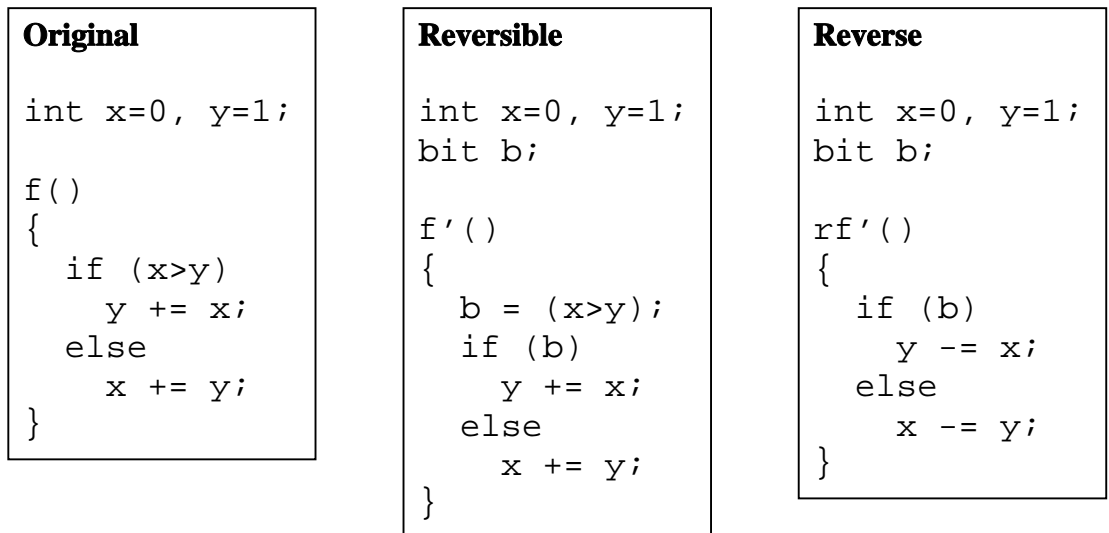 Original
int x=0, y=1;
f()
{
if (x>y)
y += x;
else
x += y;
}
Reversible
int x=0, y=1;
bit b;
f’()
{
b = (x>y);
if (b)
y += x;
else
x += y;
}
Reverse
int x=0, y=1;
bit b;
rf’()
{
if (b)
y -= x;
else
x -= y;
}